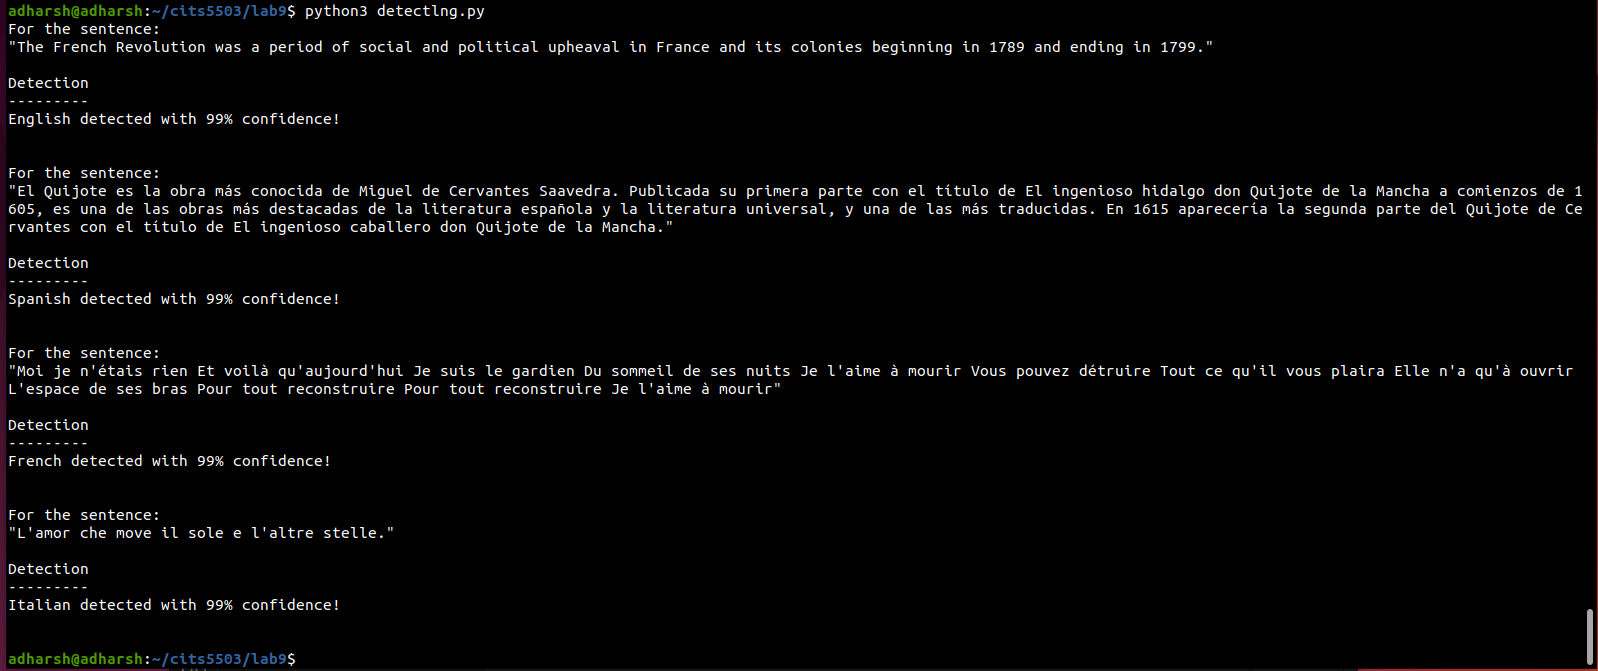 adharsh@adharsh:~/cits5503/lab9$ python3 detectlng.py
For the sentence:
"The French Revolution was a period of social and political upheaval in France and its colonies beginning in 1789 and ending in 1799."
Detection
---------
English detected with 99% confidence!
For the sentence:
"El Quijote es la obra más conocida de Miguel de Cervantes Saavedra. Publicada su primera parte con el título de El ingenioso hidalgo don Quijote de la Mancha a comienzos de 1
605, es una de las obras más destacadas de la literatura española y la literatura universal, y una de las más traducidas. En 1615 aparecería la segunda parte del Quijote de Ce
rvantes con el título de El ingenioso caballero don Quijote de la Mancha."
Detection
---------
Spanish detected with 99% confidence!
For the sentence:
"Moi je n'étais rien Et voilà qu'aujourd'hui Je suis le gardien Du sommeil de ses nuits Je l'aime à mourir Vous pouvez détruire Tout ce qu'il vous plaira Elle n'a qu'à ouvrir
L'espace de ses bras Pour tout reconstruire Pour tout reconstruire Je l'aime à mourir"
Detection
---------
French detected with 99% confidence!
For the sentence:
"L'amor che move il sole e l'altre stelle."
Detection
---------
Italian detected with 99% confidence!
adharsh@adharsh:~/cits5503/lab9$